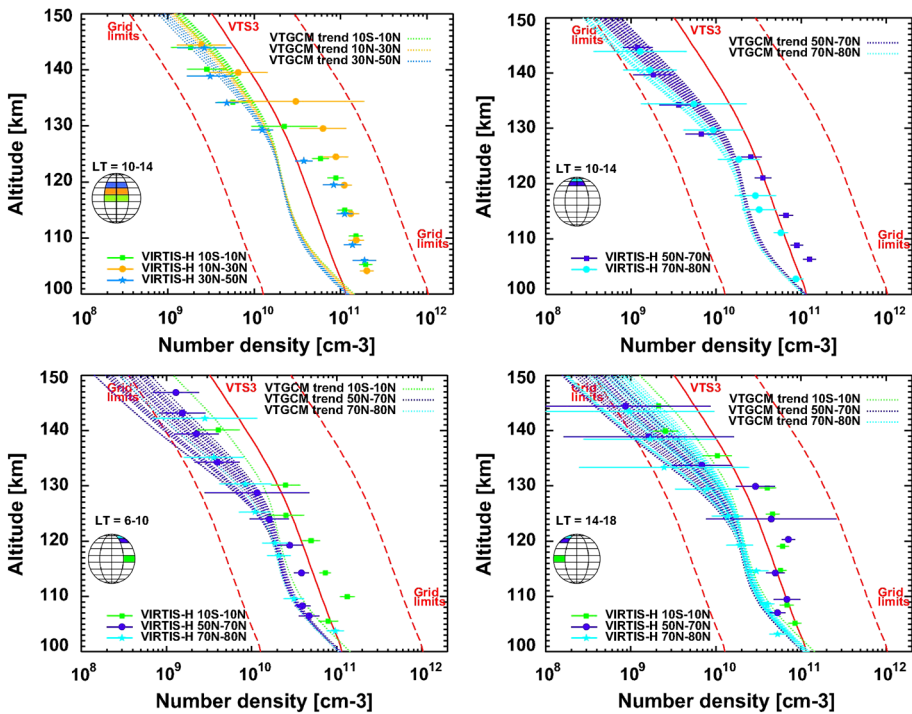 150
140
130
120
110
100
Altitude [km]
Grid
limits
VTS3
VTGCM trend 10S-10N
VTGCM trend 10N-30N
VTGCM trend 30N-50N
LT = 10-14
VIRTIS-H 10S-10N
VIRTIS-H 10N-30N
VIRTIS-H 30N-50N
Grid
limits
10^8 10^9 10^10 10^11 10^12
Number density [cm-3]
150
140
130
120
110
100
Altitude [km]
Grid
limits
VTS3
VTGCM trend 50N-70N
VTGCM trend 70N-80N
LT = 10-14
VIRTIS-H 50N-70N
VIRTIS-H 70N-80N
Grid
limits
10^8 10^9 10^10 10^11 10^12
Number density [cm-3]
150
140
130
120
110
100
Altitude [km]
Grid
limits
VTS3
VTGCM trend 10S-10N
VTGCM trend 50N-70N
VTGCM trend 70N-80N
LT = 6-10
VIRTIS-H 10S-10N
VIRTIS-H 50N-70N
VIRTIS-H 70N-80N
Grid
limits
10^8 10^9 10^10 10^11 10^12
Number density [cm-3]
150
140
130
120
110
100
Altitude [km]
Grid
limits
VTS3
VTGCM trend 10S-10N
VTGCM trend 50N-70N
VTGCM trend 70N-80N
LT = 14-18
VIRTIS-H 10S-10N
VIRTIS-H 50N-70N
VIRTIS-H 70N-80N
Grid
limits
10^8 10^9 10^10 10^11 10^12
Number density [cm-3]